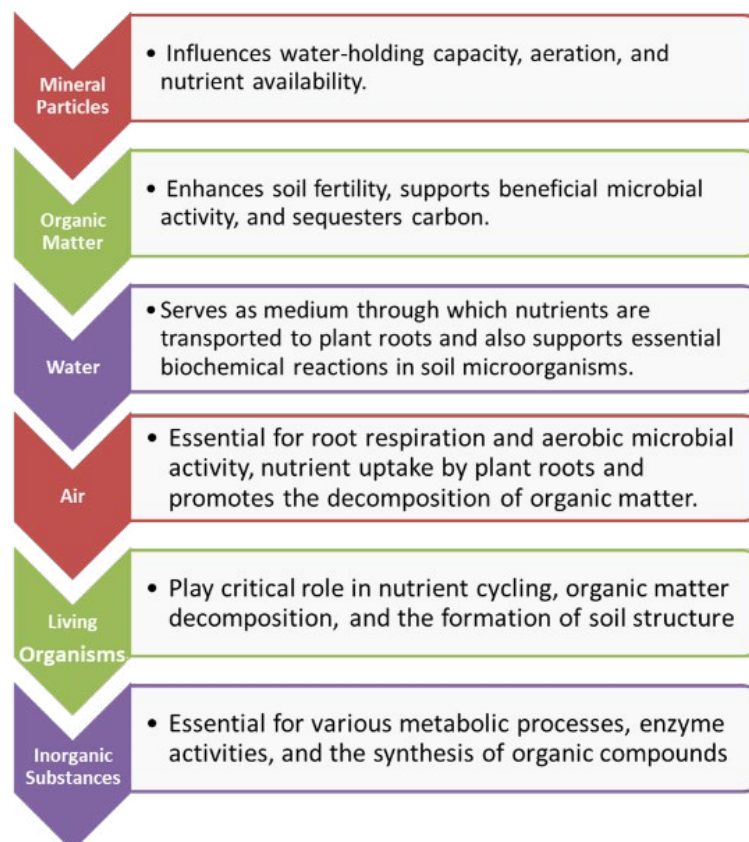 Mineral
Particles
• Influences water-holding capacity, aeration, and
nutrient availability.
Organic
Matter
• Enhances soil fertility, supports beneficial microbial
activity, and sequesters carbon.
Water
• Serves as medium through which nutrients are
transported to plant roots and also supports essential
biochemical reactions in soil microorganisms.
Air
• Essential for root respiration and aerobic microbial
activity, nutrient uptake by plant roots and
promotes the decomposition of organic matter.
Living
Organisms
• Play critical role in nutrient cycling, organic matter
decomposition, and the formation of soil structure
Inorganic
Substances
• Essential for various metabolic processes, enzyme
activities, and the synthesis of organic compounds